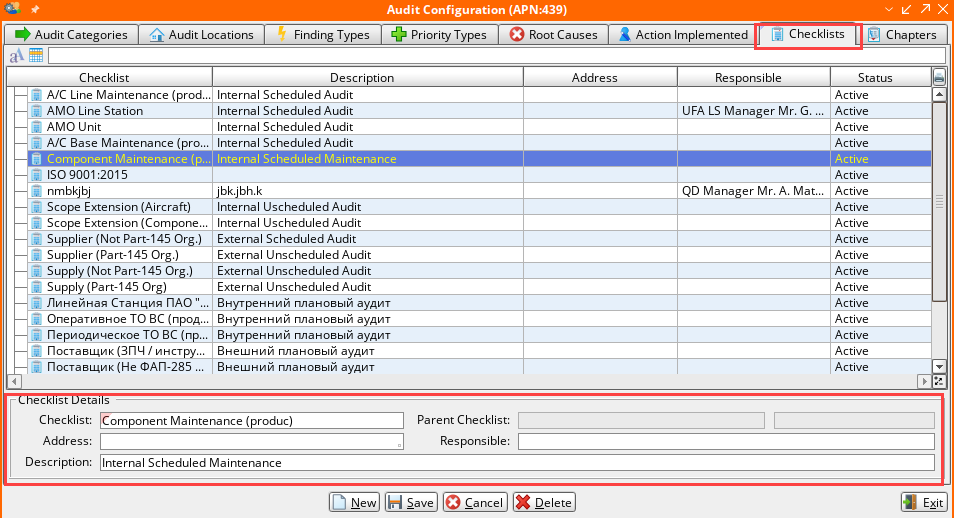 Audit Configuration (APN:439)
Audit Categories Audit Locations Finding Types Priority Types Root Causes Action Implemented Checklists Chapters
aA
Checklist Description Address Responsible Status
A/C Line Maintenance (prod... Internal Scheduled Audit Active
AMO Line Station Internal Scheduled Audit UFA LS Manager Mr. G. ... Active
AMO Unit Internal Scheduled Audit Active
A/C Base Maintenance (pro... Internal Scheduled Audit Active
Component Maintenance (p... Internal Scheduled Maintenance Active
ISO 9001:2015 Active
nmbkjbj jbk.jbh.k QD Manager Mr. A. Mat... Active
Scope Extension (Aircraft) Internal Uscheduled Audit Active
Scope Extension (Compone... Internal Uscheduled Audit Active
Supplier (Not Part-145 Org.) External Scheduled Audit Active
Supplier (Part-145 Org.) External Unscheduled Audit Active
Supply (Not Part-145 Org.) External Unscheduled Audit Active
Supply (Part-145 Org) External Unscheduled Audit Active
Линейная Станция ПАО "... Внутренний плановый аудит Active
Оперативное ТО ВС (прод... Внутренний плановый аудит Active
Периодическое ТО ВС (пр... Внутренний плановый аудит Active
Поставщик (ЗПЧ / инстру... Внешний плановый аудит Active
Поставщик (Не ФАП-285 ... Внешний плановый аудит Active
Checklist Details
Checklist: Component Maintenance (produc) Parent Checklist:
Address: Responsible:
Description: Internal Scheduled Maintenance
New Save Cancel Delete Exit